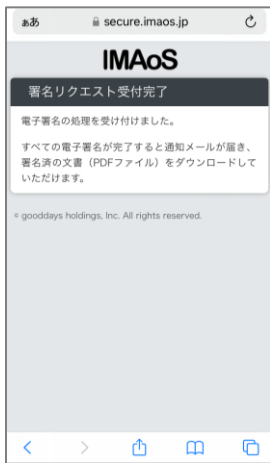 ぁあ secure.imaos.jp
IMAoS
署名リクエスト受付完了
電子署名の処理を受け付けました。
すべての電子署名が完了すると通知メールが届き、
署名済の文書（PDFファイル）をダウンロードして
いただけます。
© gooddays holdings, Inc. All rights reserved.